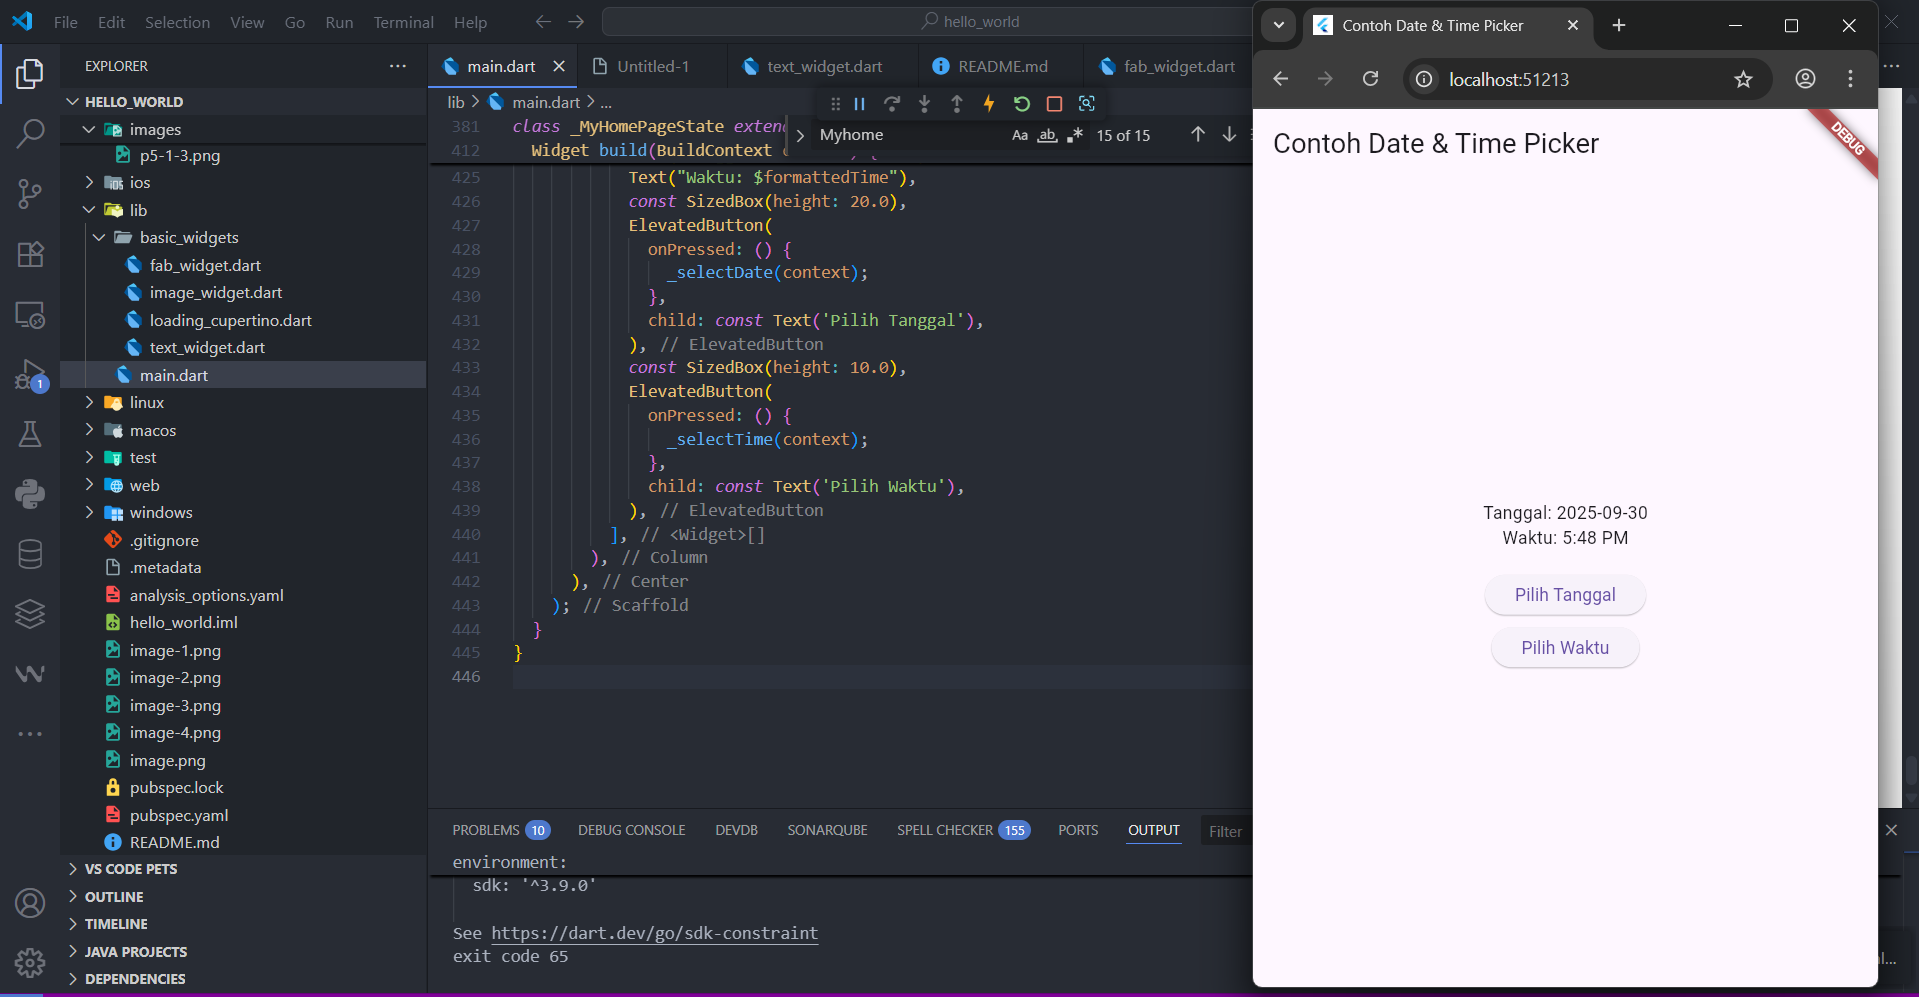 File Edit Selection View Go Run Terminal Help
hello_world
EXPLORER
HELLO_WORLD
images
p5-1-3.png
ios
lib
basic_widgets
fab_widget.dart
image_widget.dart
loading_cupertino.dart
text_widget.dart
main.dart
linux
macos
test
web
windows
.gitignore
.metadata
analysis_options.yaml
hello_world.iml
image-1.png
image-2.png
image-3.png
image-4.png
image.png
pubspec.lock
pubspec.yaml
README.md
VS CODE PETS
OUTLINE
TIMELINE
JAVA PROJECTS
DEPENDENCIES
1
main.dart
Untitled-1
text_widget.dart
README.md
fab_widget.dart
lib > main.dart > ...
Myhome
Aa ab 15 of 15
381 class _MyHomePageState exten
412 Widget build(BuildContext
425 Text("Waktu: $formattedTime"),
426 const SizedBox(height: 20.0),
427 ElevatedButton(
428 onPressed: () {
429 _selectDate(context);
430 },
431 child: const Text('Pilih Tanggal'),
432 ), // ElevatedButton
433 const SizedBox(height: 10.0),
434 ElevatedButton(
435 onPressed: () {
436 _selectTime(context);
437 },
438 child: const Text('Pilih Waktu'),
439 ), // ElevatedButton
440 ], // <Widget>[]
441 ), // Column
442 ), // Center
443 ); // Scaffold
444 }
445 }
446
PROBLEMS 10 DEBUG CONSOLE DEVDB SONARQUBE SPELL CHECKER 155 PORTS OUTPUT Filter
environment:
sdk: '^3.9.0'
See https://dart.dev/go/sdk-constraint
exit code 65
Contoh Date & Time Picker
localhost:51213
Contoh Date & Time Picker
DEBUG
Tanggal: 2025-09-30
Waktu: 5:48 PM
Pilih Tanggal
Pilih Waktu